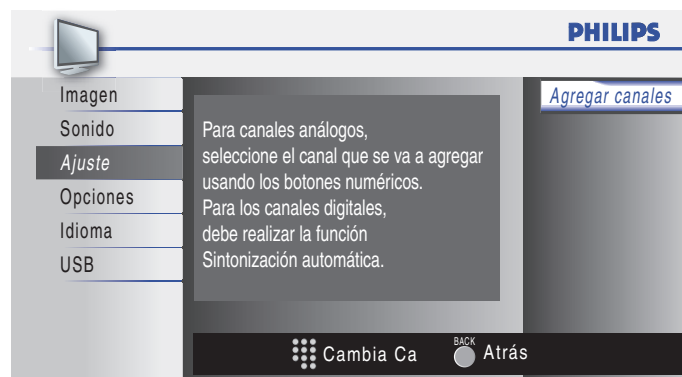 PHILIPS
Imagen
Sonido
Ajuste
Opciones
Idioma
USB
Para canales análogos,
seleccione el canal que se va a agregar
usando los botones numéricos.
Para los canales digitales,
debe realizar la función
Sintonización automática.
Agregar canales
Cambia Ca
BACK
Atrás